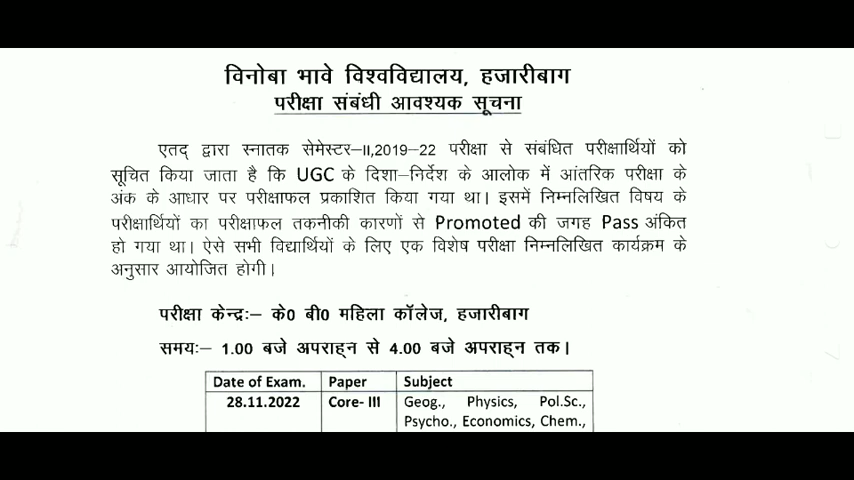 विनोबा भावे विश्वविद्यालय, हजारीबाग
परीक्षा संबंधी आवश्यक सूचना
एतद् द्वारा स्नातक सेमेस्टर–II,2019–22 परीक्षा से संबंधित परीक्षार्थियों को
सूचित किया जाता है कि UGC के दिशा–निर्देश के आलोक में आंतरिक परीक्षा के
अंक के आधार पर परीक्षाफल प्रकाशित किया गया था। इसमें निम्नलिखित विषय के
परीक्षार्थियों का परीक्षाफल तकनीकी कारणों से Promoted की जगह Pass अंकित
हो गया था। ऐसे सभी विद्यार्थियों के लिए एक विशेष परीक्षा निम्नलिखित कार्यक्रम के
अनुसार आयोजित होगी।
परीक्षा केन्द्रः– के0 बी0 महिला कॉलेज, हजारीबाग
समयः– 1.00 बजे अपराह्न से 4.00 बजे अपराह्न तक।
Date of Exam. Paper Subject
28.11.2022 Core- III Geog., Physics, Pol.Sc.,
Psycho., Economics, Chem.,